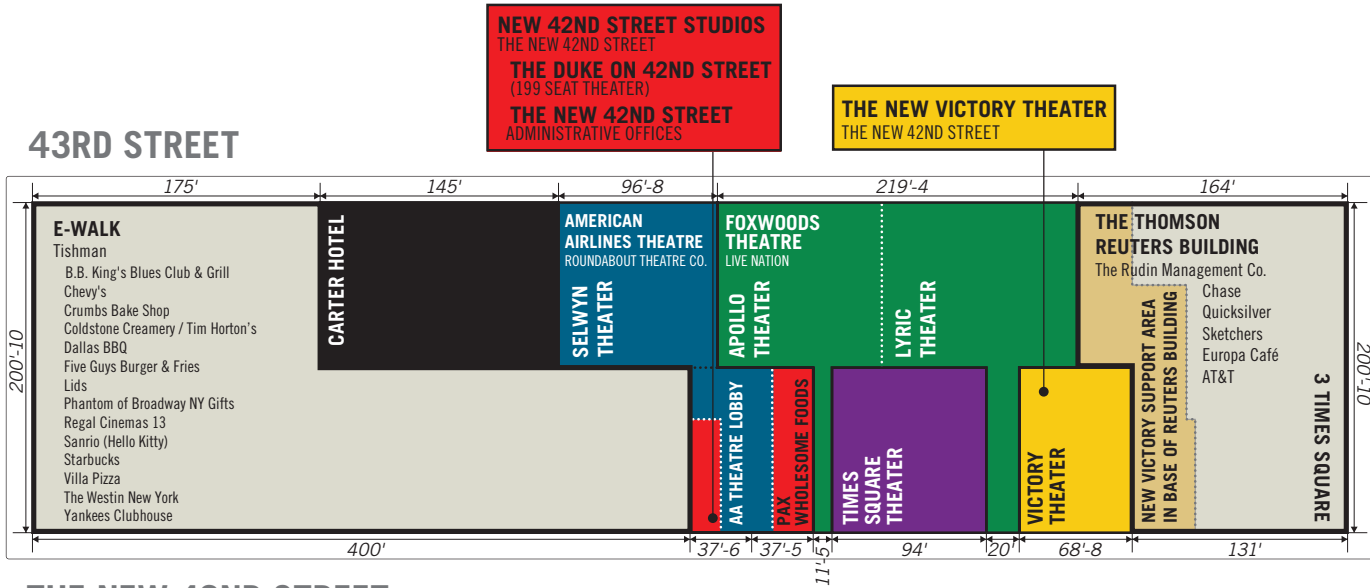 NEW 42ND STREET STUDIOS
THE NEW 42ND STREET
THE DUKE ON 42ND STREET
(199 SEAT THEATER)
THE NEW 42ND STREET
ADMINISTRATIVE OFFICES
THE NEW VICTORY THEATER
THE NEW 42ND STREET
43RD STREET
175'
145'
96'-8
219'-4
164'
200'-10
E-WALK
Tishman
B.B. King's Blues Club & Grill
Chevy's
Crumbs Bake Shop
Coldstone Creamery / Tim Horton's
Dallas BBQ
Five Guys Burger & Fries
Lids
Phantom of Broadway NY Gifts
Regal Cinemas 13
Sanrio (Hello Kitty)
Starbucks
Villa Pizza
The Westin New York
Yankees Clubhouse
CARTER HOTEL
AMERICAN
AIRLINES THEATRE
ROUNDABOUT THEATRE CO.
SELWYN
THEATER
FOXWOODS
THEATRE
LIVE NATION
APOLLO
THEATER
LYRIC
THEATER
THE THOMSON
REUTERS BUILDING
The Rudin Management Co.
Chase
Quicksilver
Sketchers
Europa Café
AT&T
3 TIMES SQUARE
200'-10
AA THEATRE LOBBY
PAX
WHOLESOME FOODS
TIMES
SQUARE
THEATER
VICTORY
THEATER
NEW VICTORY SUPPORT AREA
IN BASE OF REUTERS BUILDING
400'
37'-6
37'-5
11'-5
94'
20'
68'-8
131'
THE NEW 42ND STREET